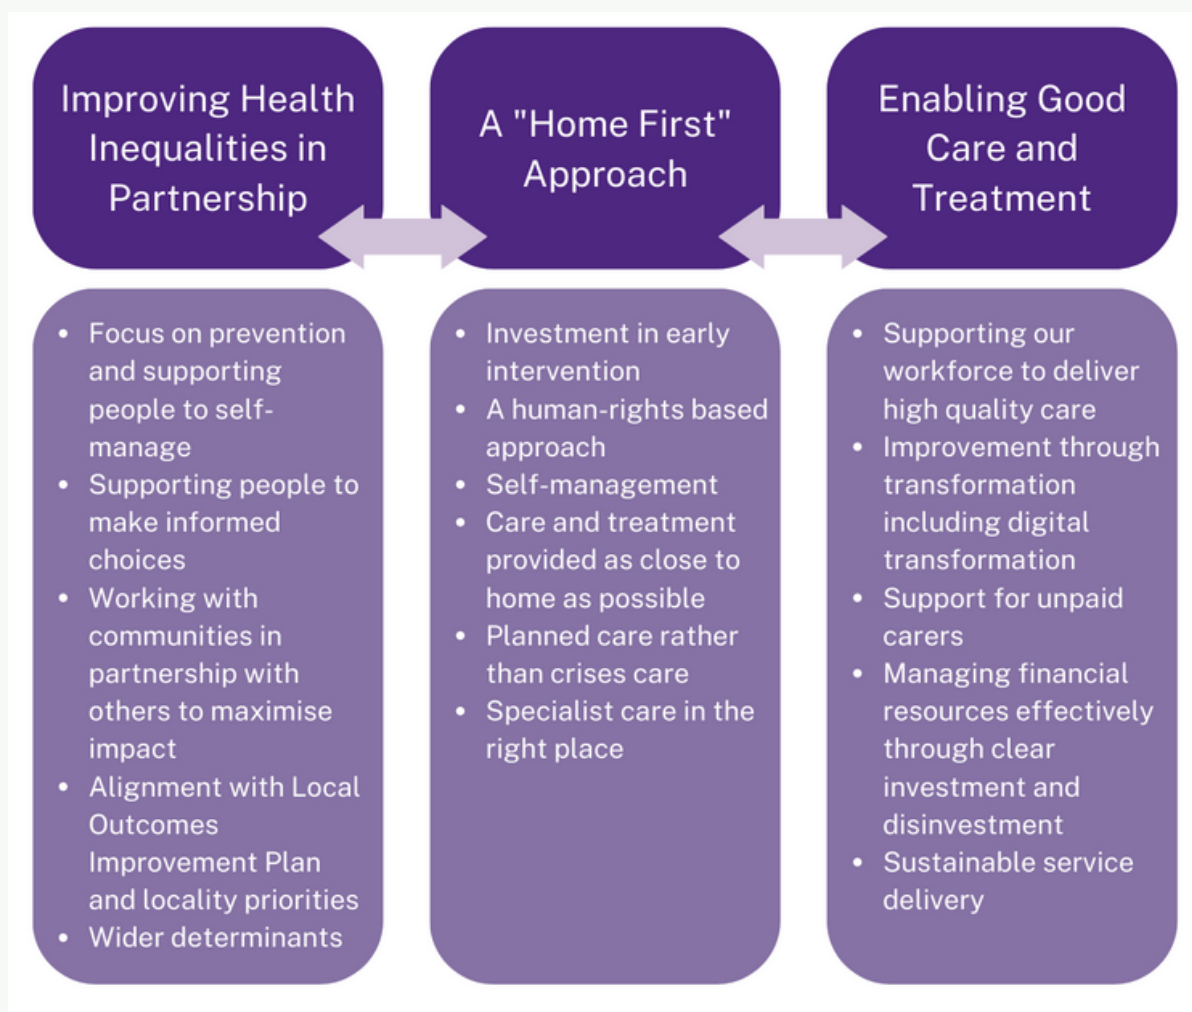 Improving Health
Inequalities in
Partnership
A "Home First"
Approach
Enabling Good
Care and
Treatment
• Focus on prevention
and supporting
people to self-
manage
• Supporting people to
make informed
choices
• Working with
communities in
partnership with
others to maximise
impact
• Alignment with Local
Outcomes
Improvement Plan
and locality priorities
• Wider determinants
• Investment in early
intervention
• A human-rights based
approach
• Self-management
• Care and treatment
provided as close to
home as possible
• Planned care rather
than crises care
• Specialist care in the
right place
• Supporting our
workforce to deliver
high quality care
• Improvement through
transformation
including digital
transformation
• Support for unpaid
carers
• Managing financial
resources effectively
through clear
investment and
disinvestment
• Sustainable service
delivery